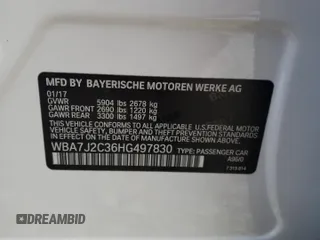 MFD BY BAYERISCHE MOTOREN WERKE AG
01/17
GVWR 5904 lbs 2678 kg
GAWR FRONT 2690 lbs 1220 kg
GAWR REAR 3300 lbs 1497 kg
THIS VEHICLE CONFORMS TO ALL APPLICABLE
U.S. FEDERAL MOTOR VEHICLE SAFETY, BUMPER,
AND THEFT PREVENTION STANDARDS IN EFFECT
ON THE DATE OF MANUFACTURE SHOWN ABOVE.
WBA7J2C36HG497830
TYPE: PASSENGER CAR
DREAMBID